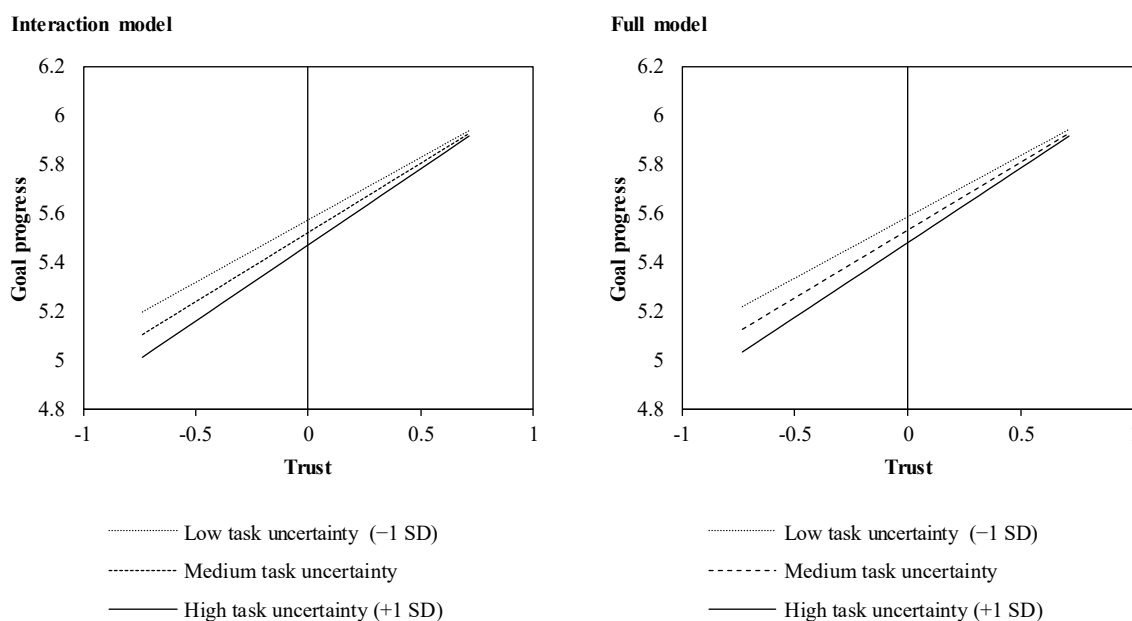 Interaction model
6.2
6
5.8
5.6
5.4
5.2
5
4.8
-1
-0.5
0
0.5
1
Goal progress
Trust
Low task uncertainty (−1 SD)
Medium task uncertainty
High task uncertainty (+1 SD)
Full model
6.2
6
5.8
5.6
5.4
5.2
5
4.8
-1
-0.5
0
0.5
Goal progress
Trust
Low task uncertainty (−1 SD)
Medium task uncertainty
High task uncertainty (+1 SD)